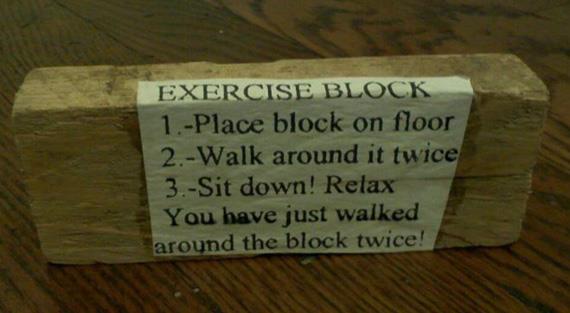 EXERCISE BLOCK
1.-Place block on floor
2.-Walk around it twice
3.-Sit down! Relax
You have just walked
around the block twice!